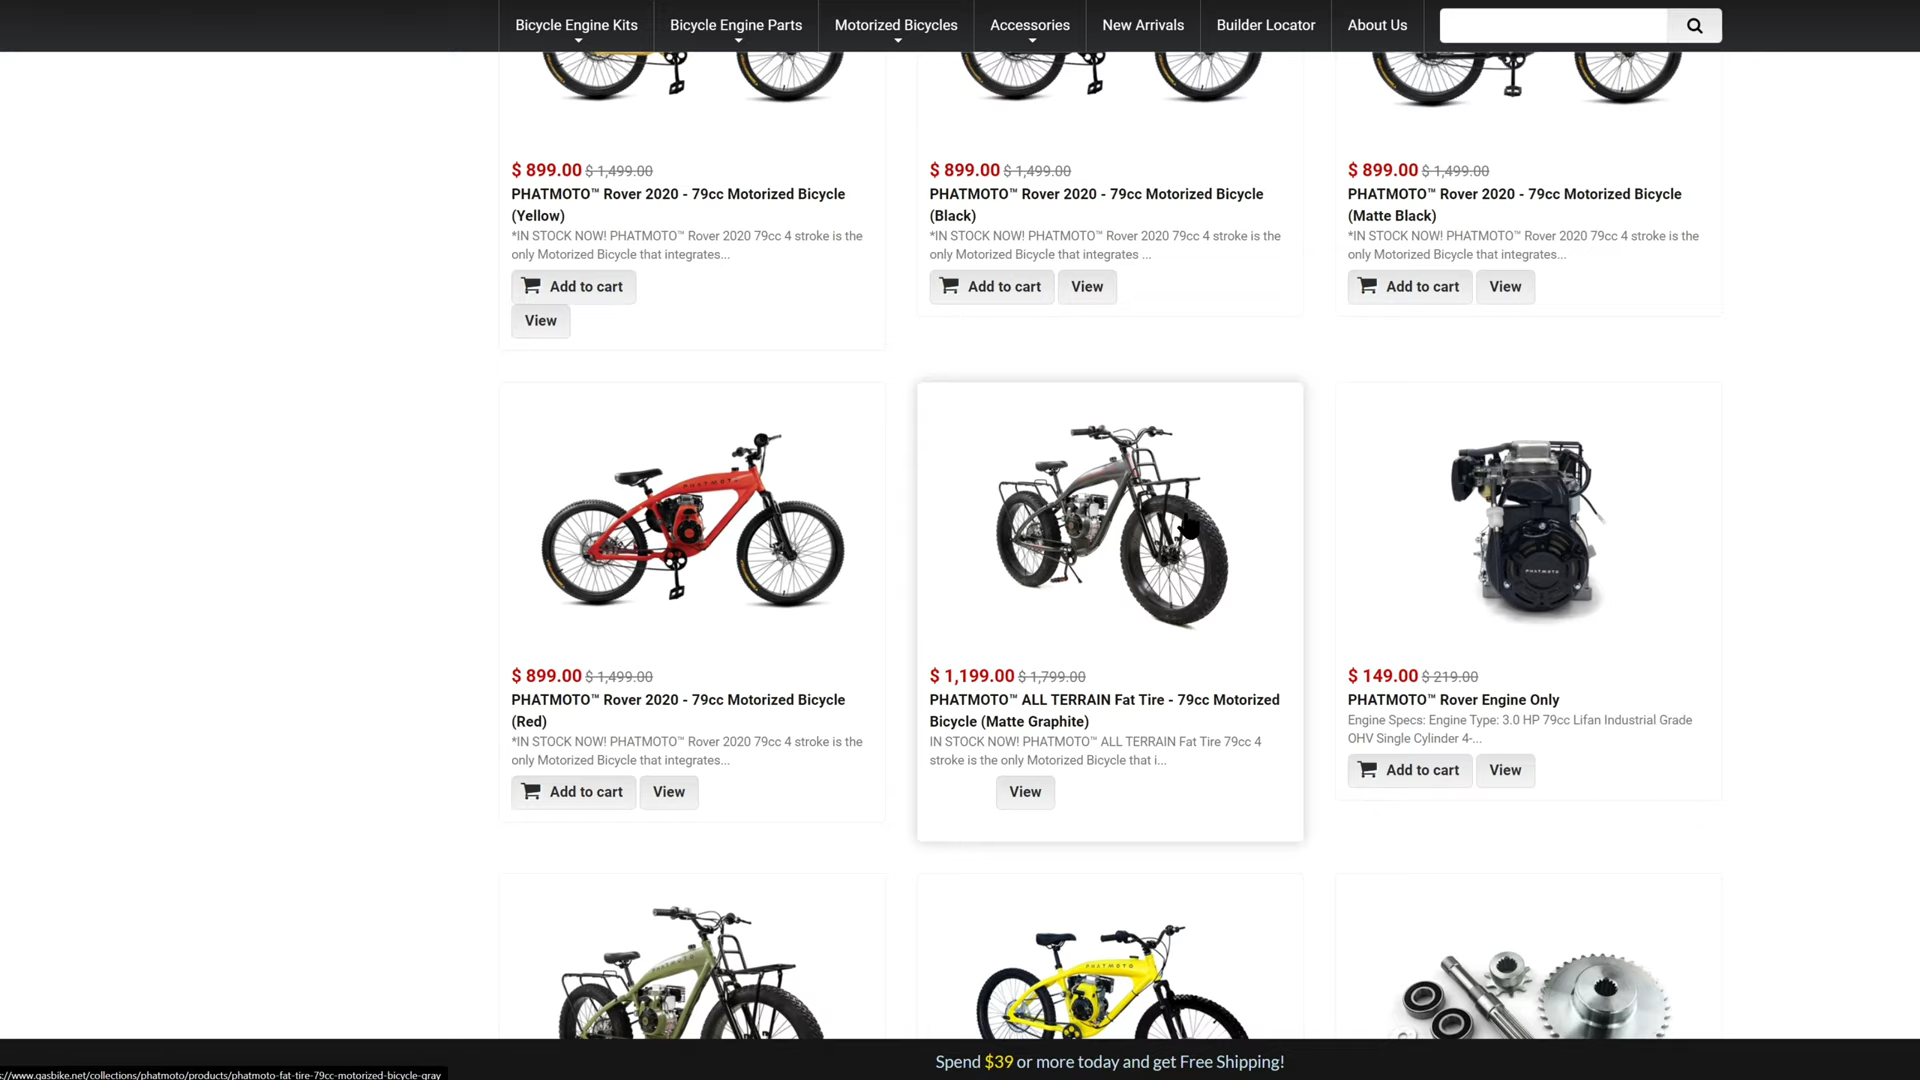 Bicycle Engine Kits
Bicycle Engine Parts
Motorized Bicycles
Accessories
New Arrivals
Builder Locator
About Us
$ 899.00 $ 1,499.00
PHATMOTO™ Rover 2020 - 79cc Motorized Bicycle
(Yellow)
*IN STOCK NOW! PHATMOTO™ Rover 2020 79cc 4 stroke is the
only Motorized Bicycle that integrates...
Add to cart
View
$ 899.00 $ 1,499.00
PHATMOTO™ Rover 2020 - 79cc Motorized Bicycle
(Black)
*IN STOCK NOW! PHATMOTO™ Rover 2020 79cc 4 stroke is the
only Motorized Bicycle that integrates ...
Add to cart
View
$ 899.00 $ 1,499.00
PHATMOTO™ Rover 2020 - 79cc Motorized Bicycle
(Matte Black)
*IN STOCK NOW! PHATMOTO™ Rover 2020 79cc 4 stroke is the
only Motorized Bicycle that integrates...
Add to cart
View
PHATMOTO
$ 899.00 $ 1,499.00
PHATMOTO™ Rover 2020 - 79cc Motorized Bicycle
(Red)
*IN STOCK NOW! PHATMOTO™ Rover 2020 79cc 4 stroke is the
only Motorized Bicycle that integrates...
Add to cart
View
$ 1,199.00 $ 1,799.00
PHATMOTO™ ALL TERRAIN Fat Tire - 79cc Motorized
Bicycle (Matte Graphite)
IN STOCK NOW! PHATMOTO™ ALL TERRAIN Fat Tire 79cc 4
stroke is the only Motorized Bicycle that i...
View
PHATMOTO
$ 149.00 $ 219.00
PHATMOTO™ Rover Engine Only
Engine Specs: Engine Type: 3.0 HP 79cc Lifan Industrial Grade
OHV Single Cylinder 4-...
Add to cart
View
PHATMOTO
PHATMOTO
Spend $39 or more today and get Free Shipping!
s://www.gasbike.net/collections/phatmoto/products/phatmoto-fat-tire-79cc-motorized-bicycle-gray